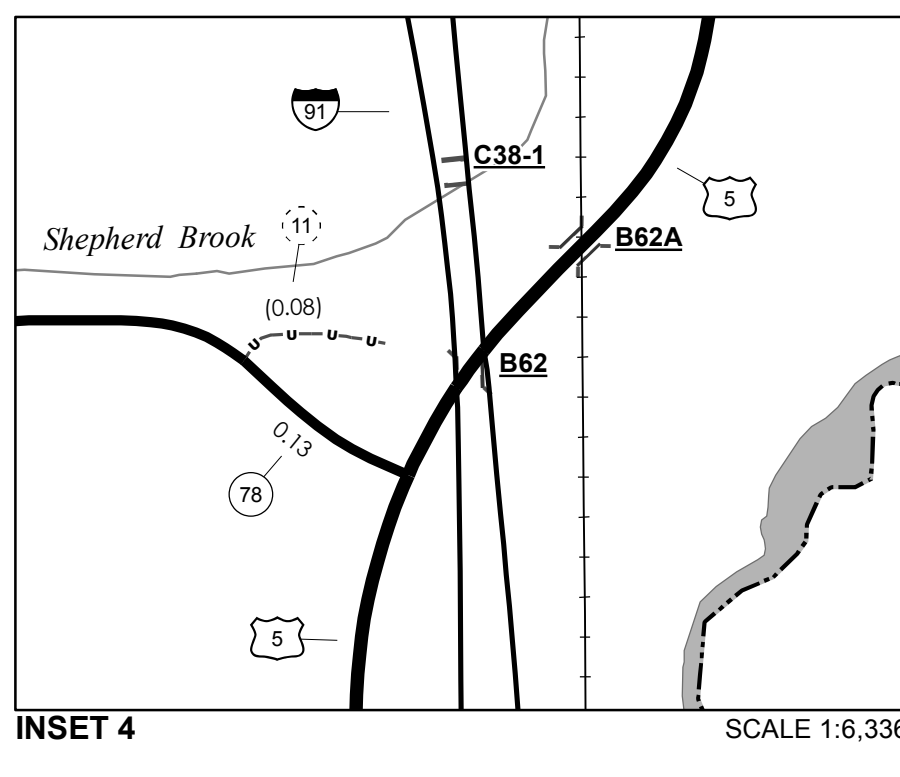 91
C38-1
5
11
Shepherd Brook
B62A
(0.08)
U U U U
B62
0.13
78
5
INSET 4
SCALE 1:6,336